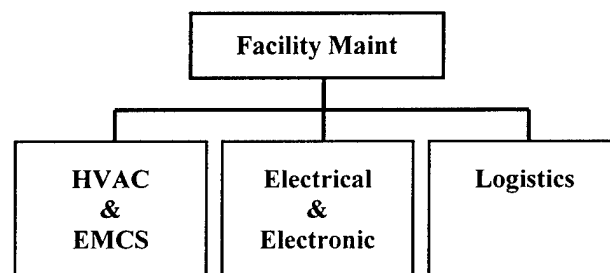 Facility Maint
HVAC
&
EMCS
Electrical
&
Electronic
Logistics